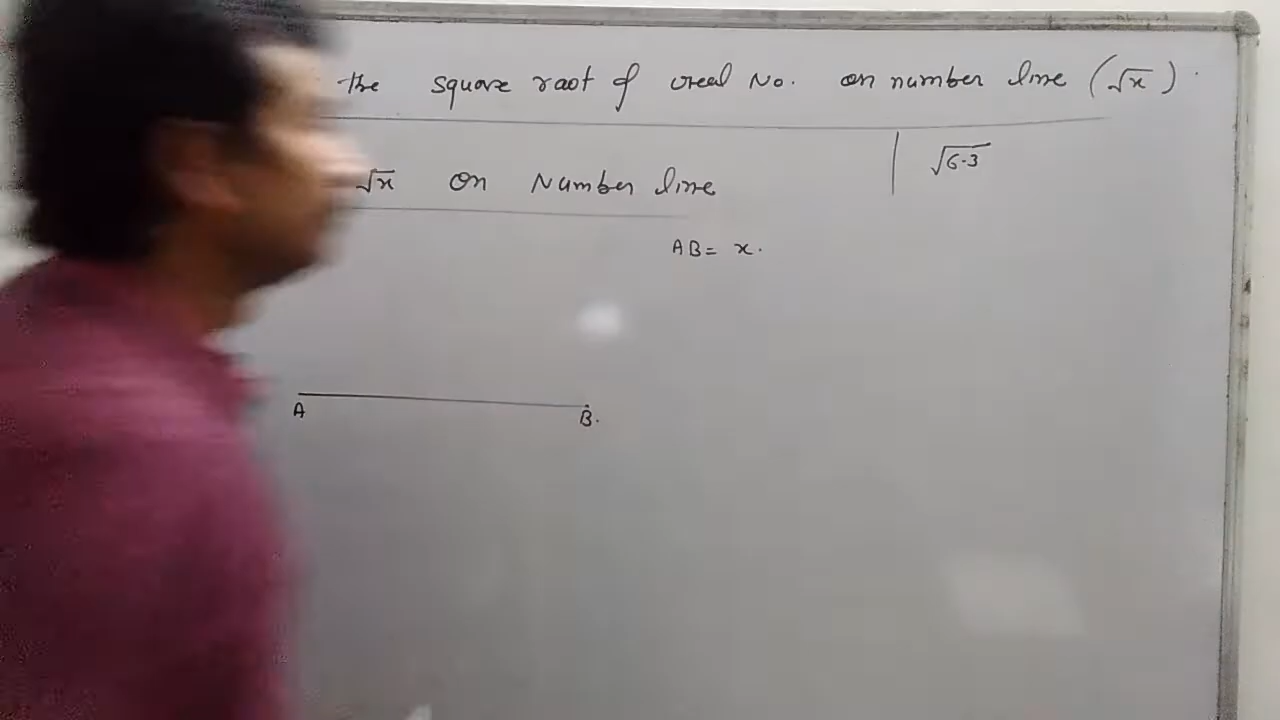 the square root of real No. on number line (√x).
√x on Number line
√6.3
AB = x.
A
B.